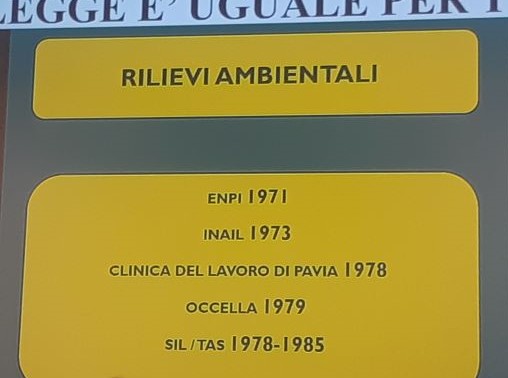 LEGGE E' UGUALE PER T
RILIEVI AMBIENTALI
ENPI 1971
INAIL 1973
CLINICA DEL LAVORO DI PAVIA 1978
OCCELLA 1979
SIL /TAS 1978-1985